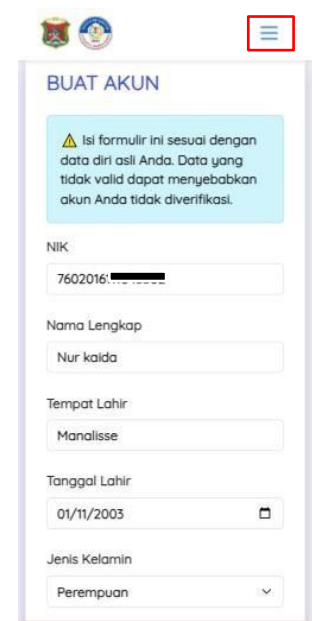 BUAT AKUN
⚠ Isi formulir ini sesuai dengan
data diri asli Anda. Data yang
tidak valid dapat menyebabkan
akun Anda tidak diverifikasi.
NIK
Nama Lengkap
Nur kaida
Tempat Lahir
Manalisse
Tanggal Lahir
01/11/2003
Jenis Kelamin
Perempuan